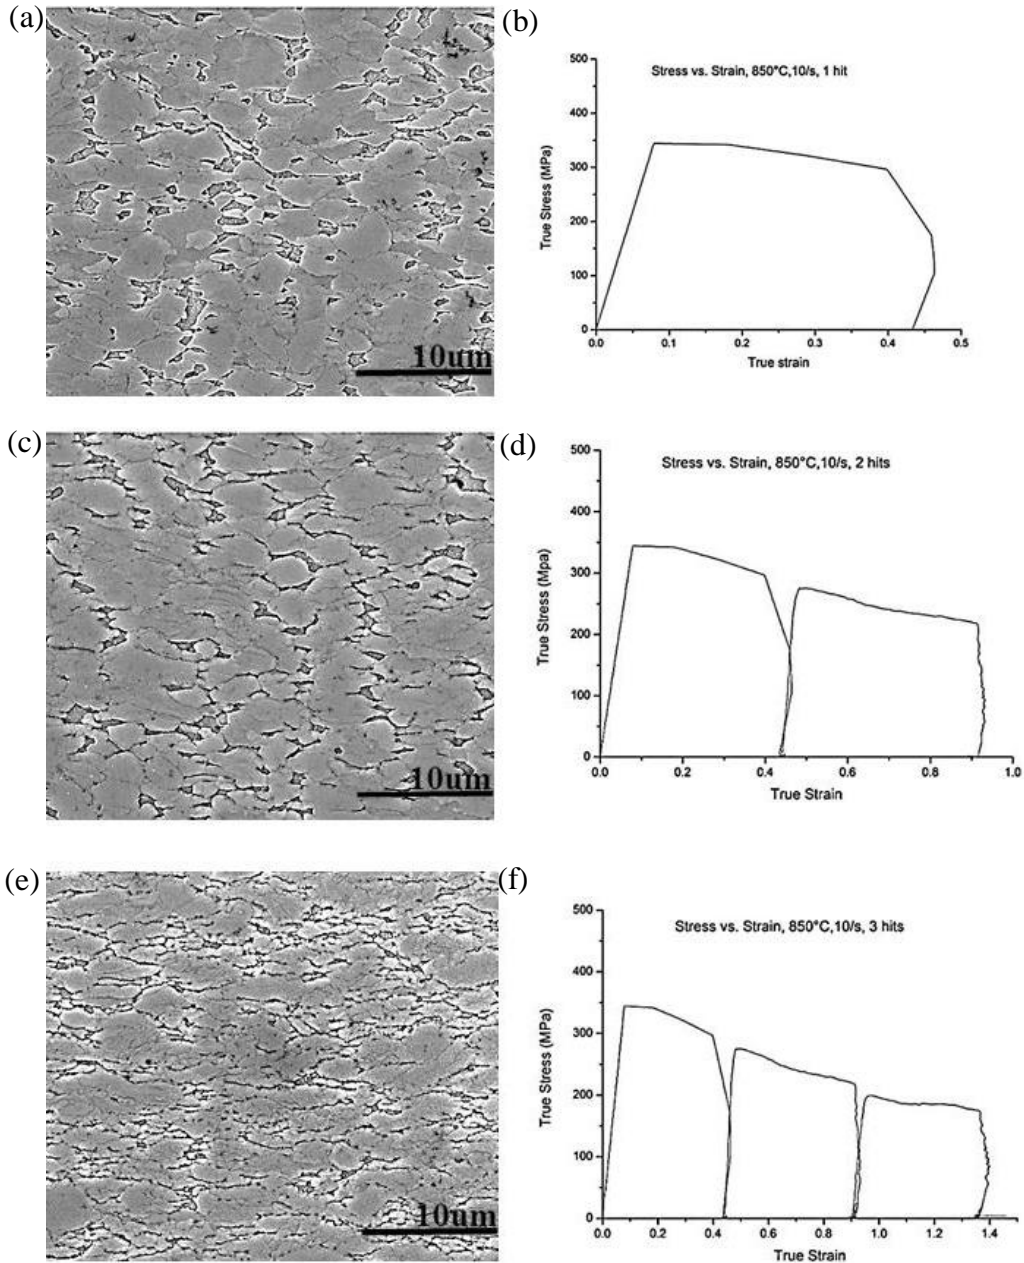 (a)
10um
(b)
Stress vs. Strain, 850°C,10/s, 1 hit
True Stress (MPa)
500
400
300
200
100
0
0.0 0.1 0.2 0.3 0.4 0.5
True strain
(c)
10um
(d)
Stress vs. Strain, 850°C,10/s, 2 hits
True Stress (Mpa)
500
400
300
200
100
0
0.0 0.2 0.4 0.6 0.8 1.0
True Strain
(e)
10um
(f)
Stress vs. Strain, 850°C,10/s, 3 hits
True Stress (MPa)
500
400
300
200
100
0
0.0 0.2 0.4 0.6 0.8 1.0 1.2 1.4
True Strain